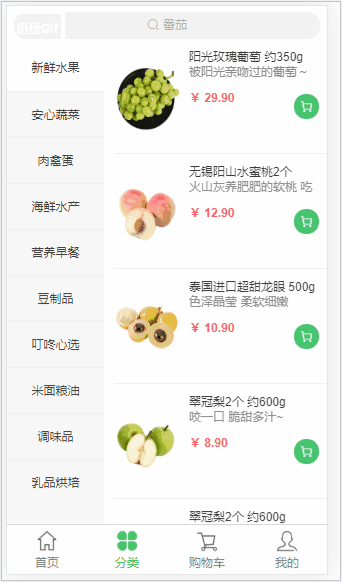 迅捷Gif
番茄
新鲜水果
安心蔬菜
肉禽蛋
海鲜水产
营养早餐
豆制品
叮咚心选
米面粮油
调味品
乳品烘培
阳光玫瑰葡萄 约350g
被阳光亲吻过的葡萄～
¥ 29.90
无锡阳山水蜜桃2个
火山灰养肥肥的软桃 吃
¥ 12.90
泰国进口超甜龙眼 500g
色泽晶莹 柔软细嫩
¥ 10.90
翠冠梨2个 约600g
咬一口 脆甜多汁~
¥ 8.90
翠冠梨2个 约600g
首页
分类
购物车
我的